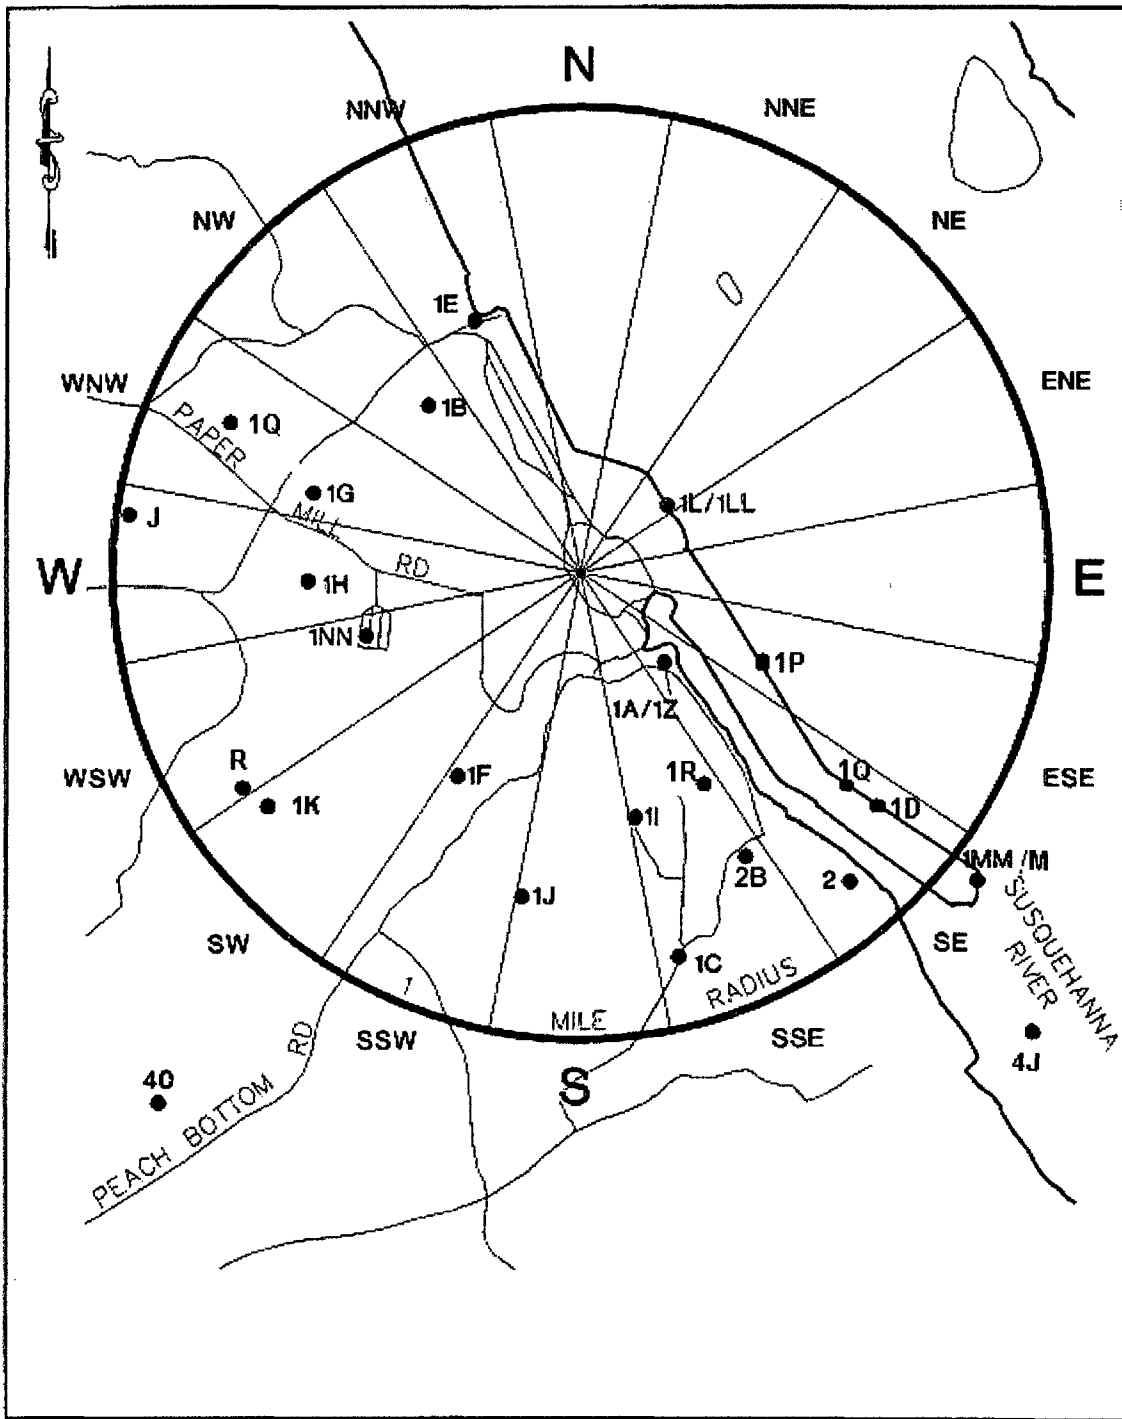 N
NNW
NNE
NW
NE
1E
WNW
ENE
1B
PAPER
1Q
1G
1L/1LL
J
MILL
W
RD
E
1H
1NN
1P
1A/1Z
WSW
R
1F
1R
1Q
ESE
1K
1D
1I
2B
2
1MM/M
1J
SW
SE
SUSQUEHANNA
RIVER
1C
1
MILE
RADIUS
RD
SSW
SSE
4J
S
40
PEACH BOTTOM